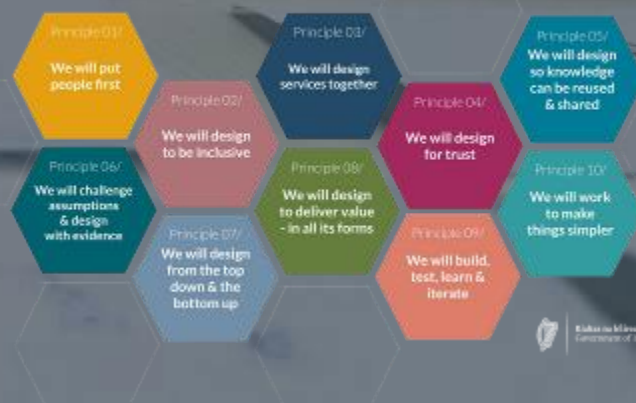 Principle 01/
We will put
people first
Principle 02/
We will design
to be inclusive
Principle 03/
We will design
services together
Principle 04/
We will design
for trust
Principle 05/
We will design
so knowledge
can be reused
& shared
Principle 06/
We will challenge
assumptions
& design
with evidence
Principle 07/
We will design
from the top
down & the
bottom up
Principle 08/
We will design
to deliver value
- in all its forms
Principle 09/
We will build,
test, learn &
iterate
Principle 10/
We will work
to make
things simpler
Rialtas na
Government of